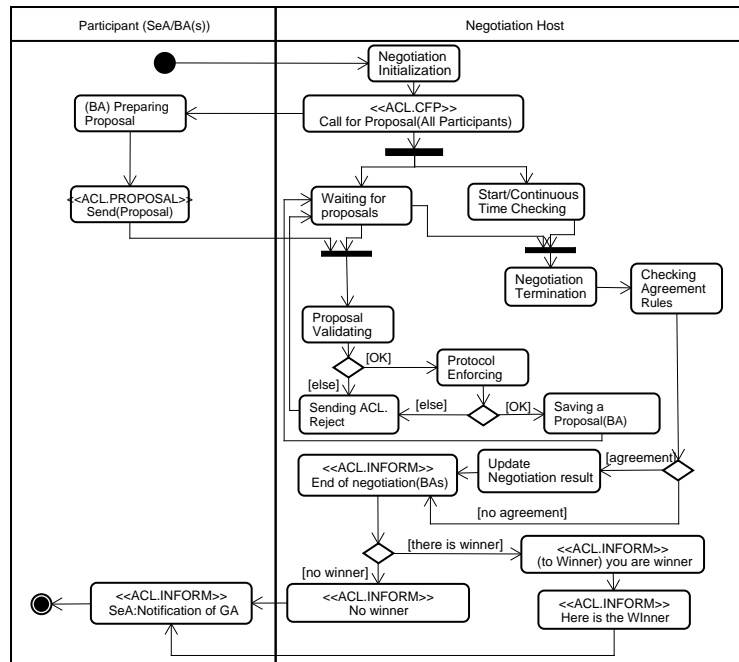 Participant (SeA/BA(s))
Negotiation Host
Negotiation
Initialization
(BA) Preparing
Proposal
<<ACL.CFP>>
Call for Proposal(All Participants)
<<ACL.PROPOSAL>>
Send(Proposal)
Waiting for
proposals
Start/Continuous
Time Checking
Negotiation
Termination
Checking
Agreement
Rules
Proposal
Validating
[OK]
Protocol
Enforcing
[else]
Sending ACL.
Reject
[else]
[OK]
Saving a
Proposal(BA)
<<ACL.INFORM>>
End of negotiation(BAs)
Update
Negotiation result
[agreement]
[no agreement]
[there is winner]
<<ACL.INFORM>>
(to Winner) you are winner
[no winner]
<<ACL.INFORM>>
SeA:Notification of GA
<<ACL.INFORM>>
No winner
<<ACL.INFORM>>
Here is the WInner